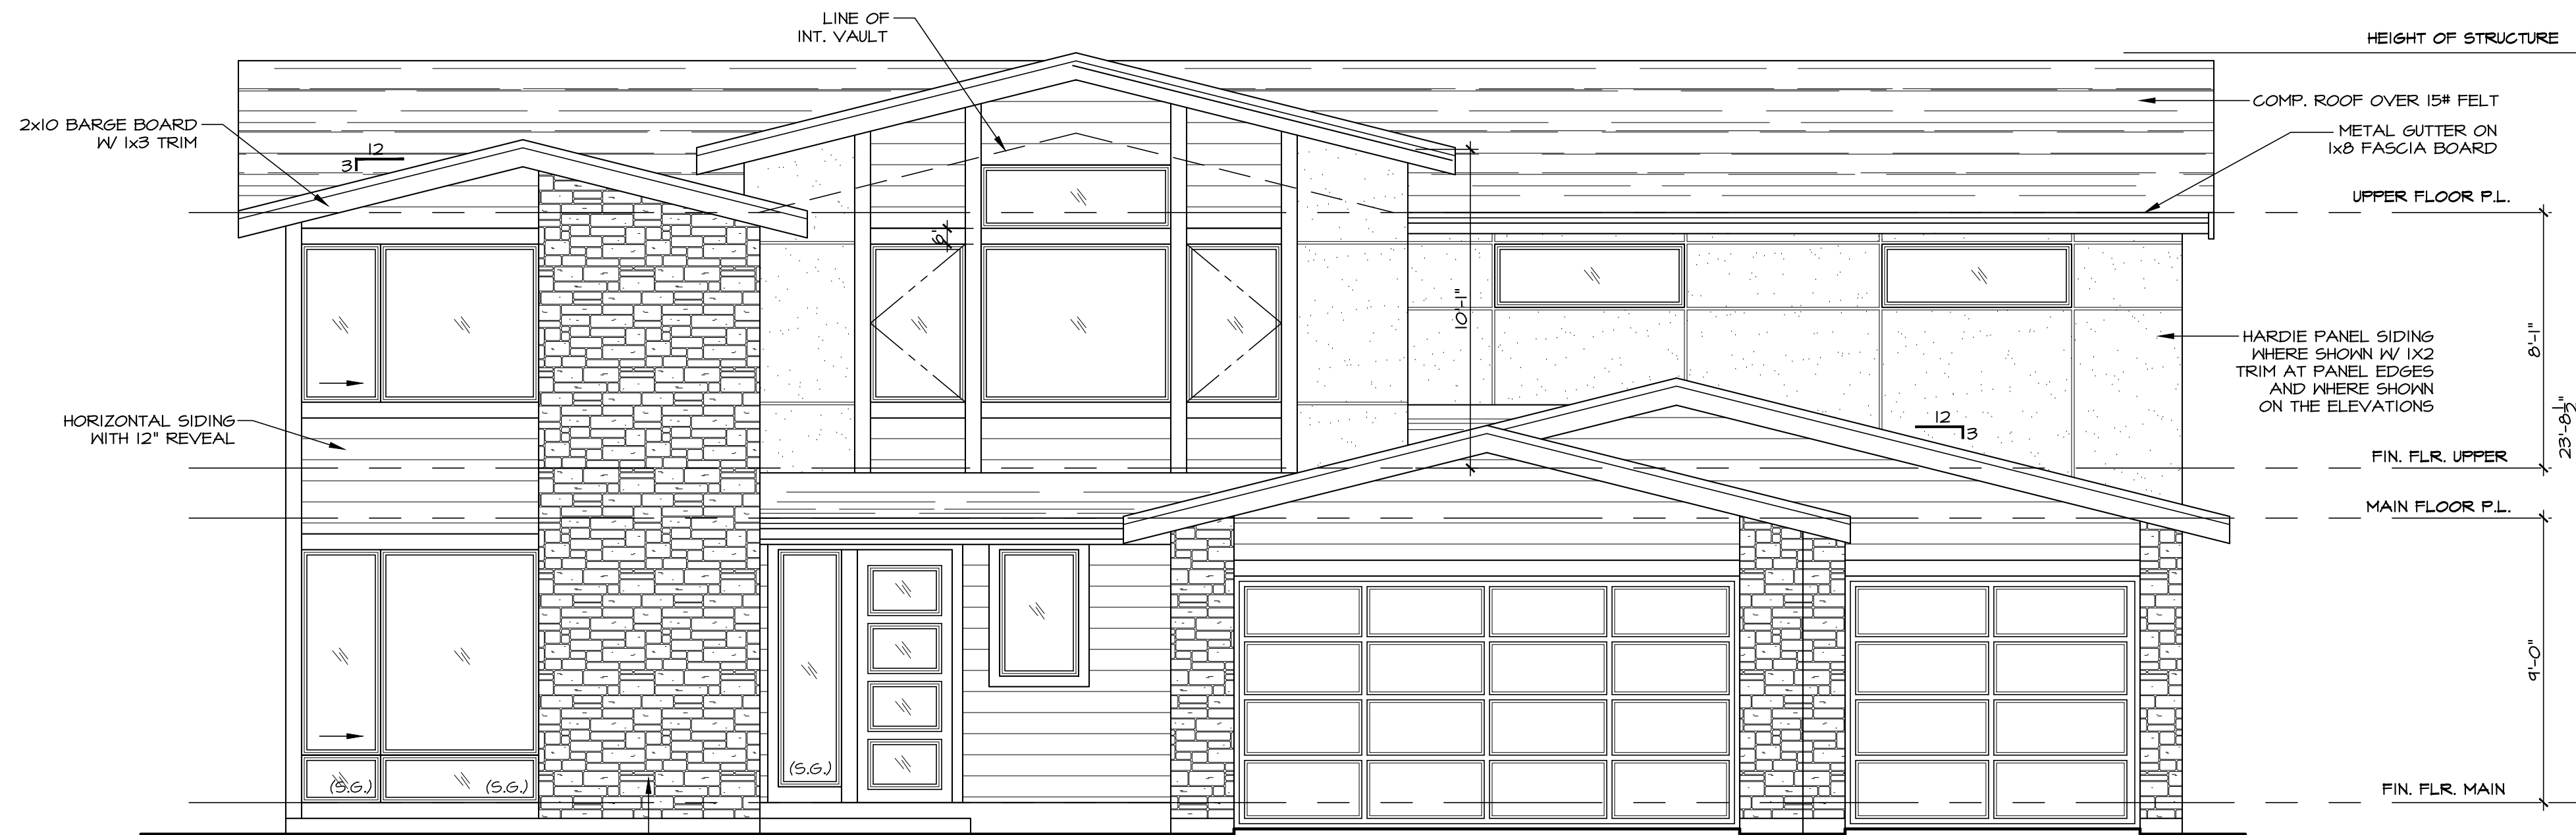 LINE OF
INT. VAULT
HEIGHT OF STRUCTURE
COMP. ROOF OVER 15# FELT
2x10 BARGE BOARD
W/ 1x3 TRIM
METAL GUTTER ON
1x8 FASCIA BOARD
12
3
UPPER FLOOR P.L.
6"
10'-1"
8'-1"
HARDIE PANEL SIDING
WHERE SHOWN W/ 1X2
TRIM AT PANEL EDGES
AND WHERE SHOWN
ON THE ELEVATIONS
HORIZONTAL SIDING
WITH 12" REVEAL
12
3
23'-8½"
FIN. FLR. UPPER
MAIN FLOOR P.L.
9'-0"
(S.G.)
(S.G.)
(S.G.)
FIN. FLR. MAIN